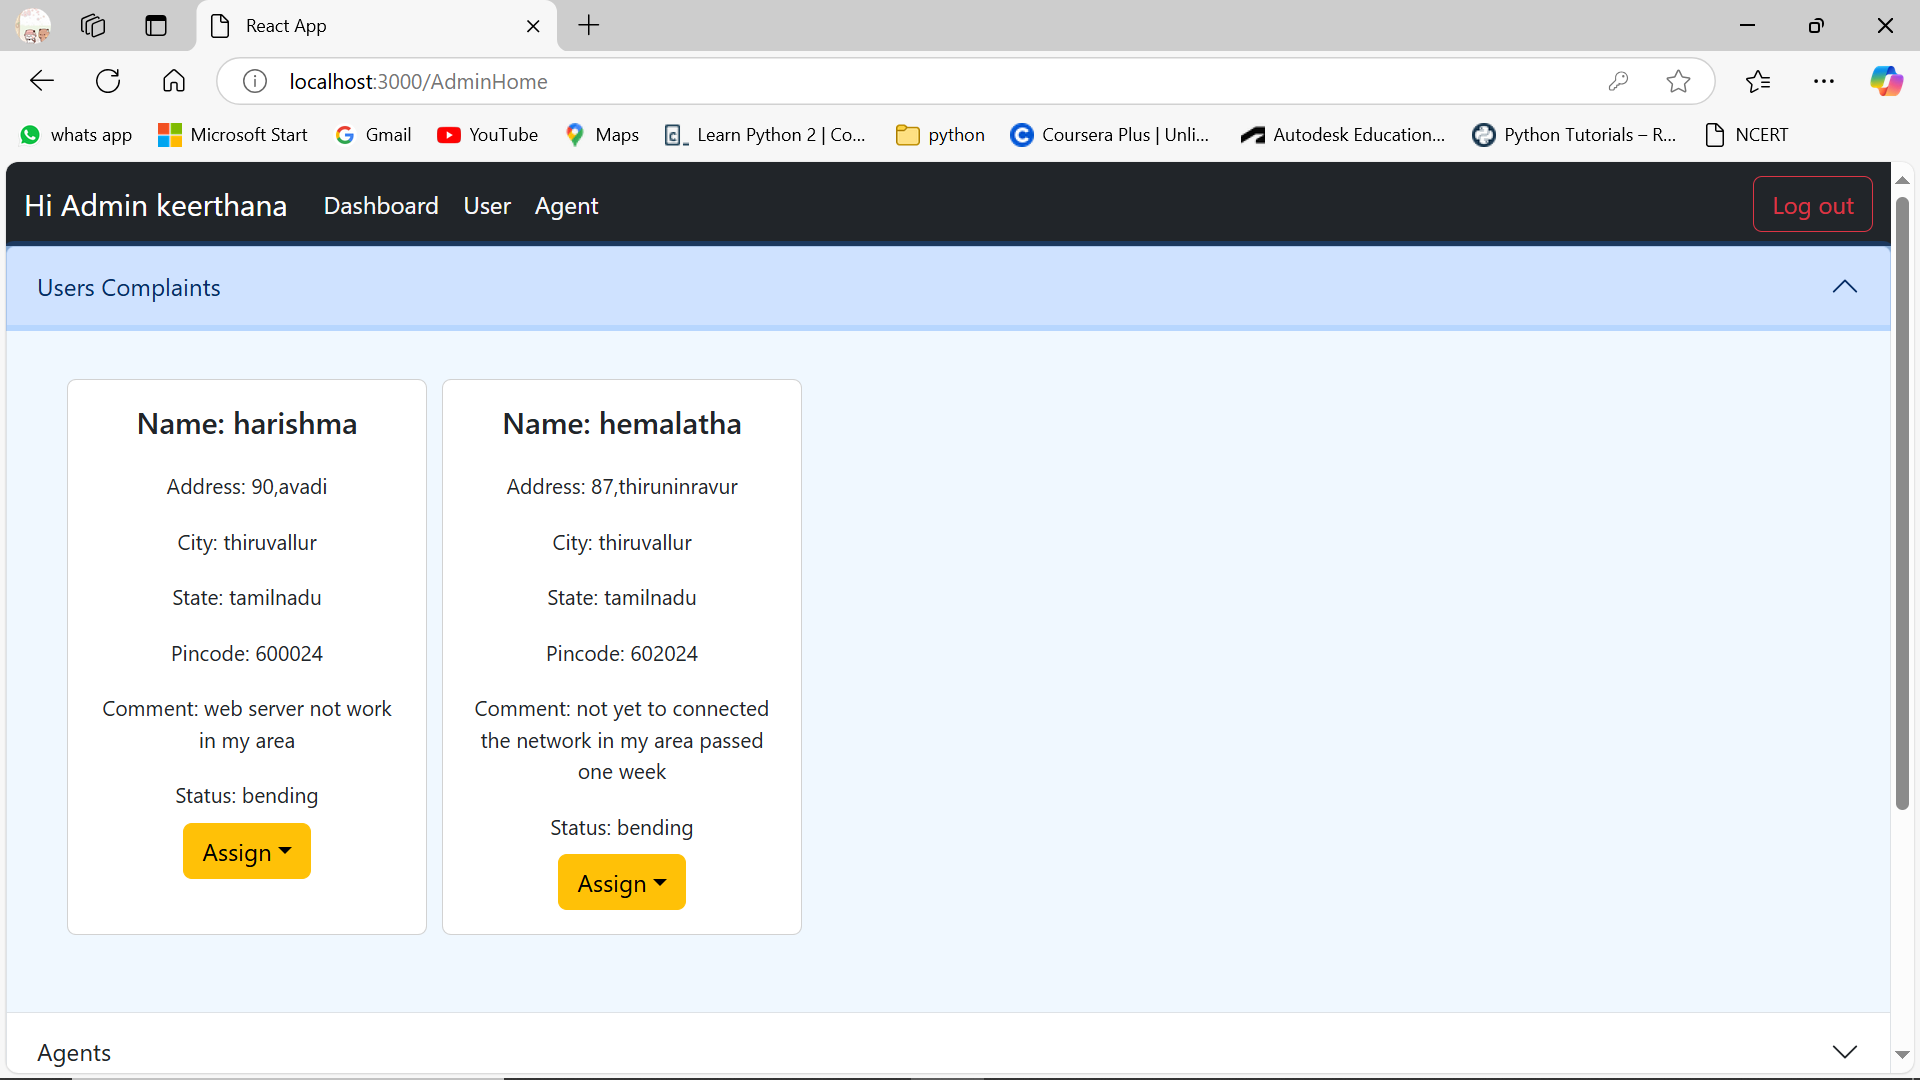 React App
localhost:3000/AdminHome
whats app
Microsoft Start
Gmail
YouTube
Maps
Learn Python 2 | Co...
python
Coursera Plus | Unli...
Autodesk Education...
Python Tutorials – R...
NCERT
Hi Admin keerthana
Dashboard
User
Agent
Log out
Users Complaints
Name: harishma
Address: 90,avadi
City: thiruvallur
State: tamilnadu
Pincode: 600024
Comment: web server not work
in my area
Status: bending
Assign
Name: hemalatha
Address: 87,thiruninravur
City: thiruvallur
State: tamilnadu
Pincode: 602024
Comment: not yet to connected
the network in my area passed
one week
Status: bending
Assign
Agents